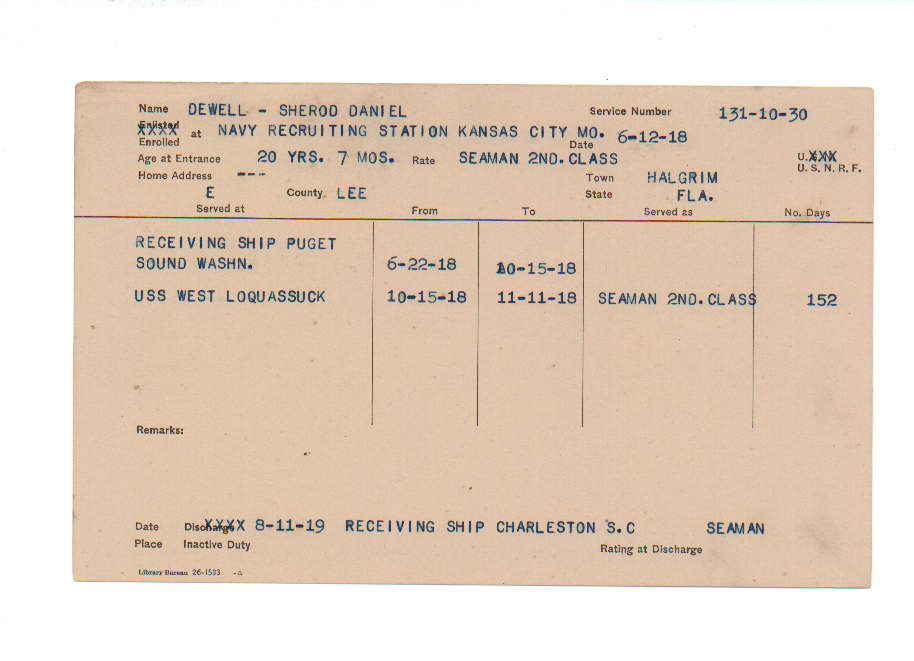 Name DEWELL - SHEROD DANIEL Service Number 131-10-30
Enlisted XXXX at NAVY RECRUITING STATION KANSAS CITY MO. Date 6-12-18
Enrolled
Age at Entrance 20 YRS. 7 MOS. Rate SEAMAN 2ND. CLASS U.XXX
U. S. N. R. F.
Home Address --- Town HALGRIM
E County LEE State FLA.
Served at From To Served as No. Days
RECEIVING SHIP PUGET
SOUND WASHN. 6-22-18 10-15-18
USS WEST LOQUASSUCK 10-15-18 11-11-18 SEAMAN 2ND. CLASS 152
Remarks:
Date Discharge XXXX 8-11-19 RECEIVING SHIP CHARLESTON S.C SEAMAN
Place Inactive Duty Rating at Discharge
Library Bureau 26-1533